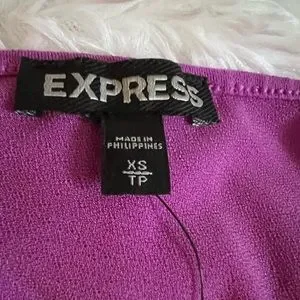 EXPRESS
MADE IN
PHILIPPINES
XS
TP